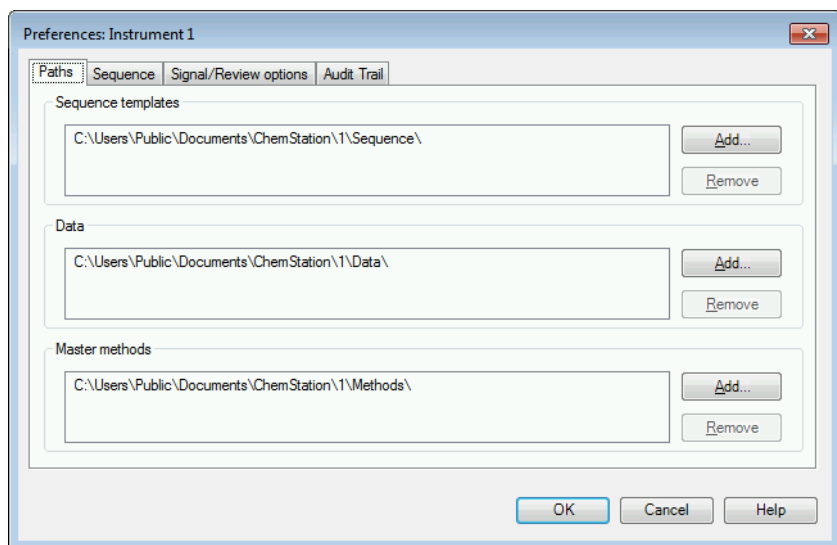 Preferences: Instrument 1
Paths Sequence Signal/Review options Audit Trail
Sequence templates
C:\Users\Public\Documents\ChemStation\1\Sequence\
Add...
Remove
Data
C:\Users\Public\Documents\ChemStation\1\Data\
Add...
Remove
Master methods
C:\Users\Public\Documents\ChemStation\1\Methods\
Add...
Remove
OK Cancel Help